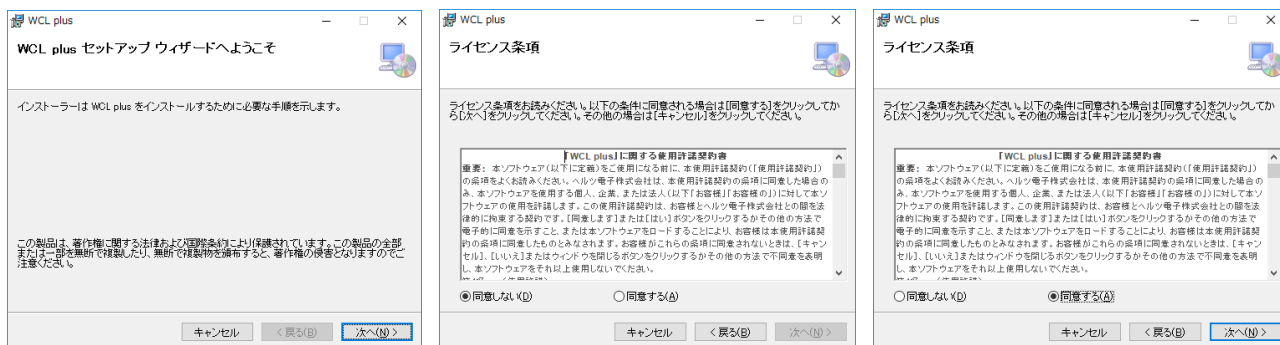 WCL plus
WCL plus セットアップ ウィザードへようこそ
インストーラーは WCL plus をインストールするために必要な手順を示します。
この製品は、著作権に関する法律および国際条約により保護されています。この製品の全部
または一部を無断で複製したり、無断で複製物を頒布すると、著作権の侵害となりますのでご
注意ください。
キャンセル
< 戻る(B)
次へ(N) >
WCL plus
ライセンス条項
ライセンス条項をお読みください。以下の条件に同意される場合は[同意する]をクリックしてか
ら[次へ]をクリックしてください。その他の場合は[キャンセル]をクリックしてください。
「WCL plus」に関する使用許諾契約書
重要: 本ソフトウェア(以下に定義)をご使用になる前に、本使用許諾契約(「使用許諾契約」)
の条項をよくお読みください。ヘルツ電子株式会社は、本使用許諾契約の条項に同意した場合の
み、本ソフトウェアを使用する個人、企業、または法人(以下「お客様」「お客様の」)に対して本ソ
フトウェアの使用を許諾します。この使用許諾契約は、お客様とヘルツ電子株式会社との間を法
律的に拘束する契約です。[同意します]または[はい]ボタンをクリックするかその他の方法で
電子的に同意を示すこと、または本ソフトウェアをロードすることにより、お客様は本使用許諾契
約の条項に同意したものとみなされます。お客様がこれらの条項に同意されないときは、[キャン
セル]、[いいえ]またはウィンドウを閉じるボタンをクリックするかその他の方法で不同意を表明
し、本ソフトウェアをそれ以上使用しないでください。
同意しない(D)
同意する(A)
キャンセル
< 戻る(B)
次へ(N) >
WCL plus
ライセンス条項
ライセンス条項をお読みください。以下の条件に同意される場合は[同意する]をクリックしてか
ら[次へ]をクリックしてください。その他の場合は[キャンセル]をクリックしてください。
「WCL plus」に関する使用許諾契約書
重要: 本ソフトウェア(以下に定義)をご使用になる前に、本使用許諾契約(「使用許諾契約」)
の条項をよくお読みください。ヘルツ電子株式会社は、本使用許諾契約の条項に同意した場合の
み、本ソフトウェアを使用する個人、企業、または法人(以下「お客様」「お客様の」)に対して本ソ
フトウェアの使用を許諾します。この使用許諾契約は、お客様とヘルツ電子株式会社との間を法
律的に拘束する契約です。[同意します]または[はい]ボタンをクリックするかその他の方法で
電子的に同意を示すこと、または本ソフトウェアをロードすることにより、お客様は本使用許諾契
約の条項に同意したものとみなされます。お客様がこれらの条項に同意されないときは、[キャン
セル]、[いいえ]またはウィンドウを閉じるボタンをクリックするかその他の方法で不同意を表明
し、本ソフトウェアをそれ以上使用しないでください。
同意しない(D)
同意する(A)
キャンセル
< 戻る(B)
次へ(N) >